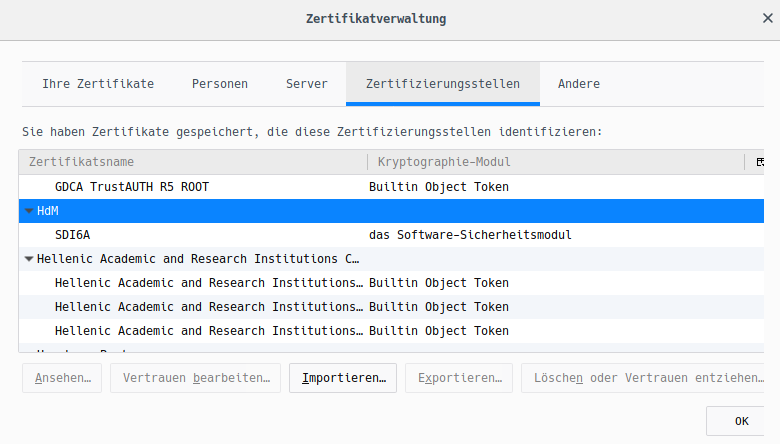 Zertifikatverwaltung
Ihre Zertifikate Personen Server Zertifizierungsstellen Andere
Sie haben Zertifikate gespeichert, die diese Zertifizierungsstellen identifizieren:
Zertifikatsname Kryptographie-Modul
GDCA TrustAUTH R5 ROOT Builtin Object Token
HdM
SDI6A das Software-Sicherheitsmodul
Hellenic Academic and Research Institutions C…
Hellenic Academic and Research Institutions… Builtin Object Token
Hellenic Academic and Research Institutions… Builtin Object Token
Hellenic Academic and Research Institutions… Builtin Object Token
Ansehen… Vertrauen bearbeiten… Importieren… Exportieren… Löschen oder Vertrauen entziehen…
OK